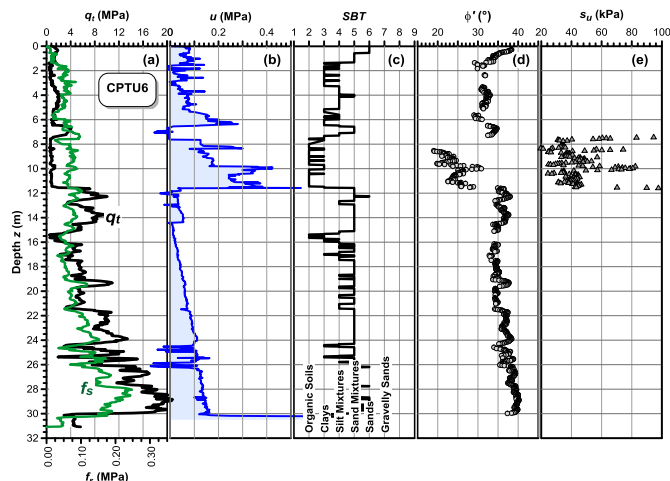 qt (MPa) u (MPa) SBT ϕ′ (°) su (kPa)
0 4 8 12 16 20 0.2 0.4 1 2 3 4 5 6 7 8 9 20 30 40 20 40 60 80 100
(a) (b) (c) (d) (e)
CPTU6
qt
fs
0
2
4
6
8
10
12
14
16
18
20
22
24
26
28
30
32
Depth z (m)
Organic Soils
Clays
Silt Mixtures
Sand Mixtures
Sands
Gravelly Sands
0.00
0.10
0.20
0.30
fs (MPa)